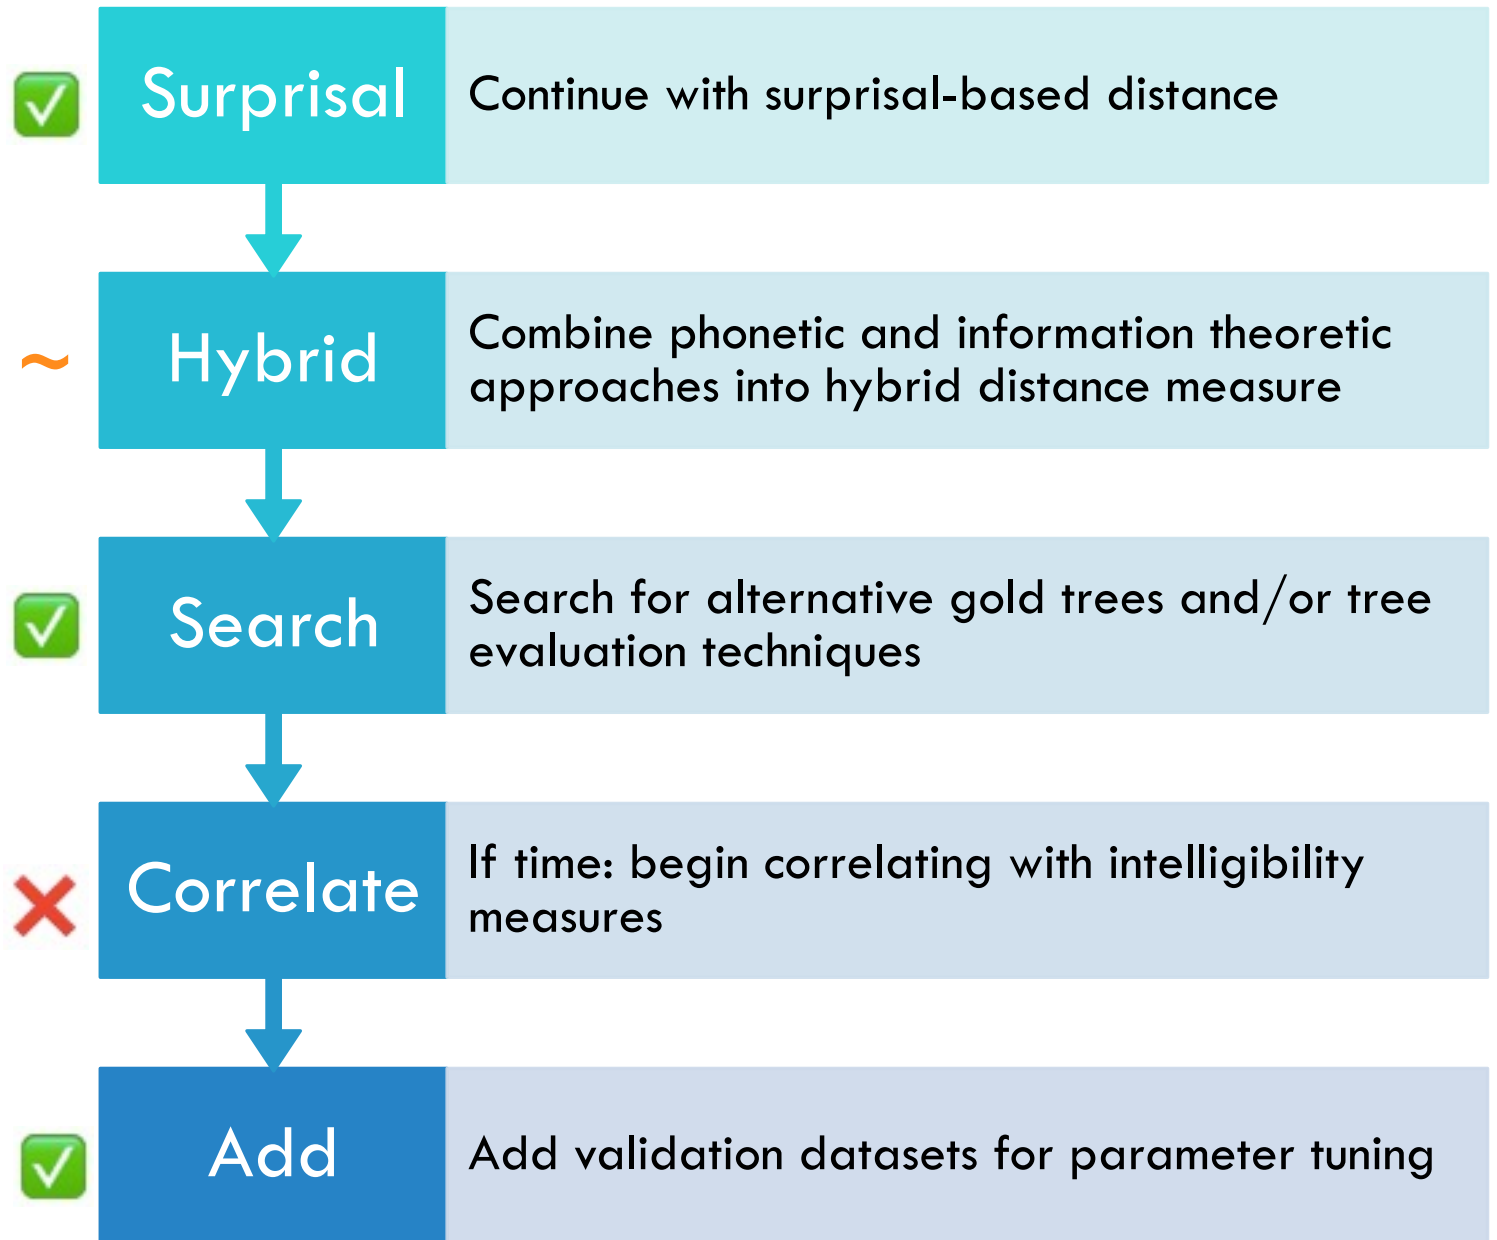 Surprisal
Continue with surprisal-based distance
~
Hybrid
Combine phonetic and information theoretic
approaches into hybrid distance measure
Search
Search for alternative gold trees and/or tree
evaluation techniques
Correlate
If time: begin correlating with intelligibility
measures
Add
Add validation datasets for parameter tuning